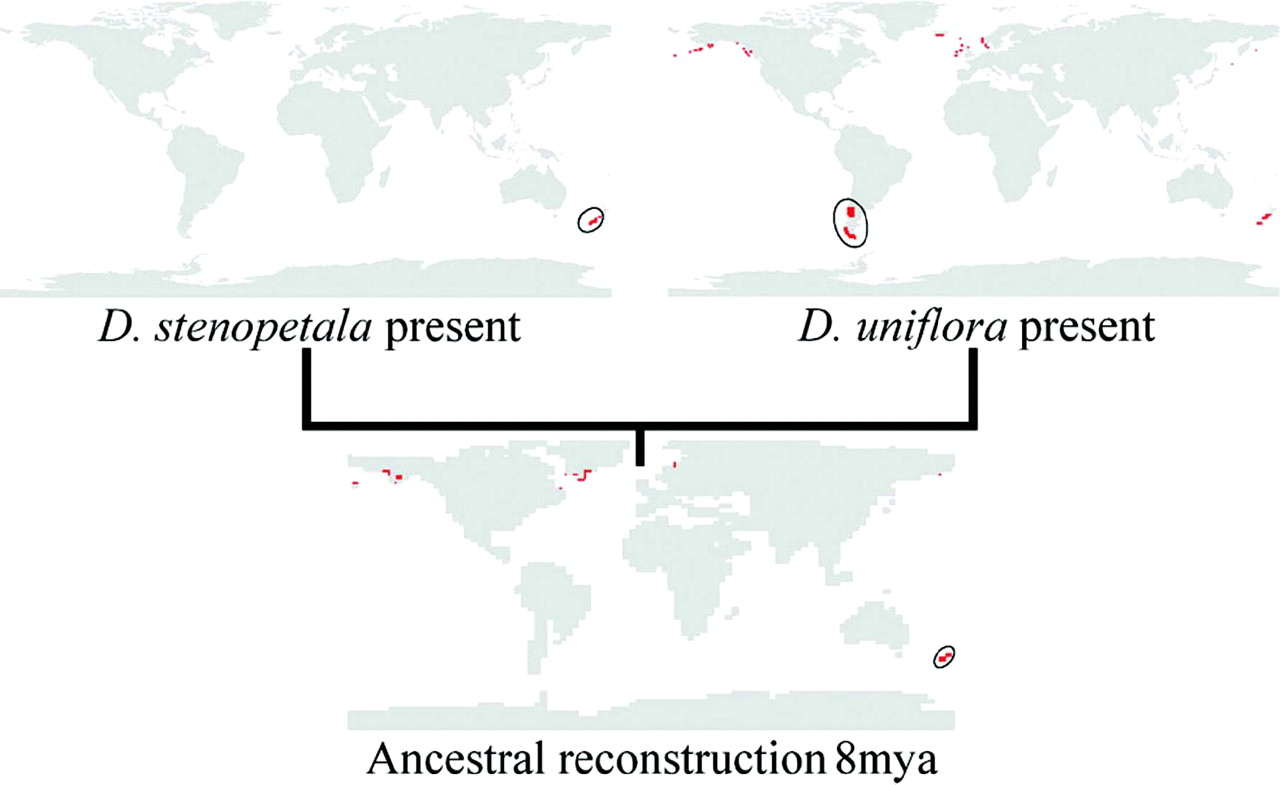 D. stenopetala present
D. uniflora present
Ancestral reconstruction 8mya